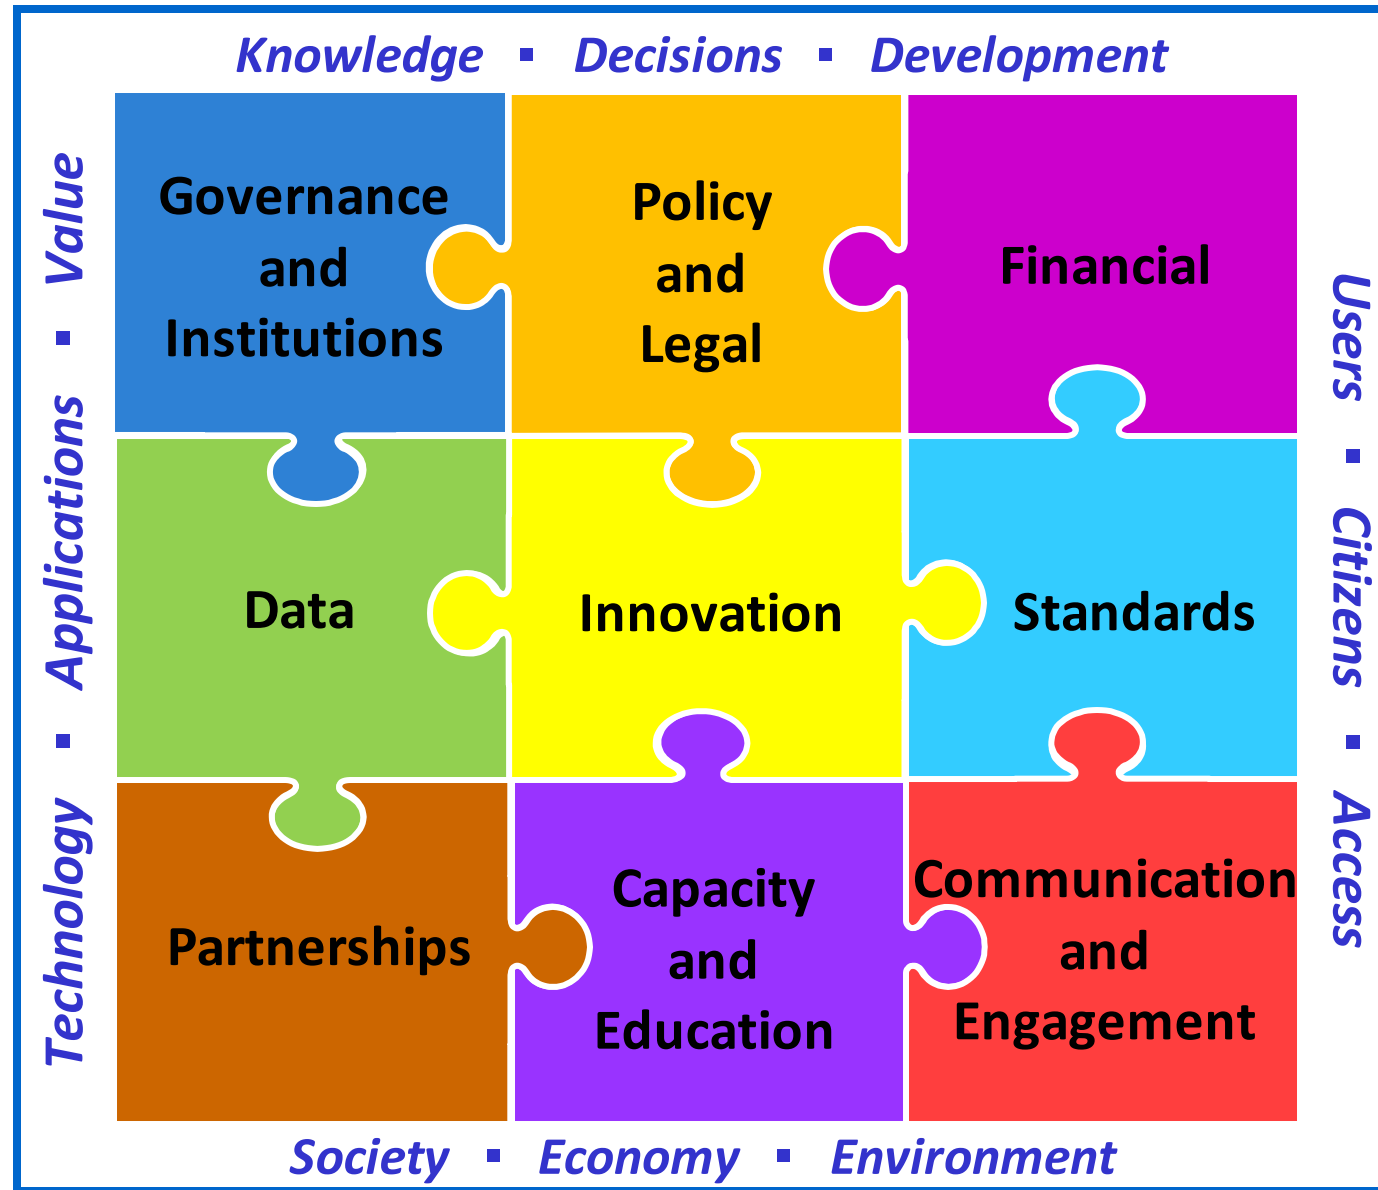 Knowledge ▪ Decisions ▪ Development
Value ▪ Applications ▪ Technology
Governance
and
Institutions
Policy
and
Legal
Financial
Data
Innovation
Standards
Partnerships
Capacity
and
Education
Communication
and
Engagement
Users ▪ Citizens ▪ Access
Society ▪ Economy ▪ Environment